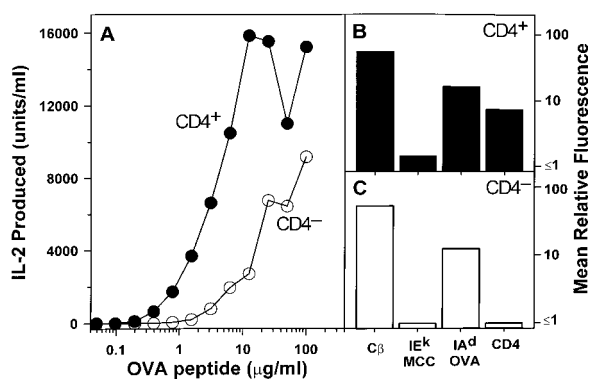 A
IL-2 Produced (units/ml)
16000
12000
8000
4000
0
CD4+
CD4–
0.1 1 10 100
OVA peptide (μg/ml)
B
CD4+
100
10
≤1
C
CD4–
100
10
≤1
Mean Relative Fluorescence
Cβ IEk IAd CD4
MCC OVA